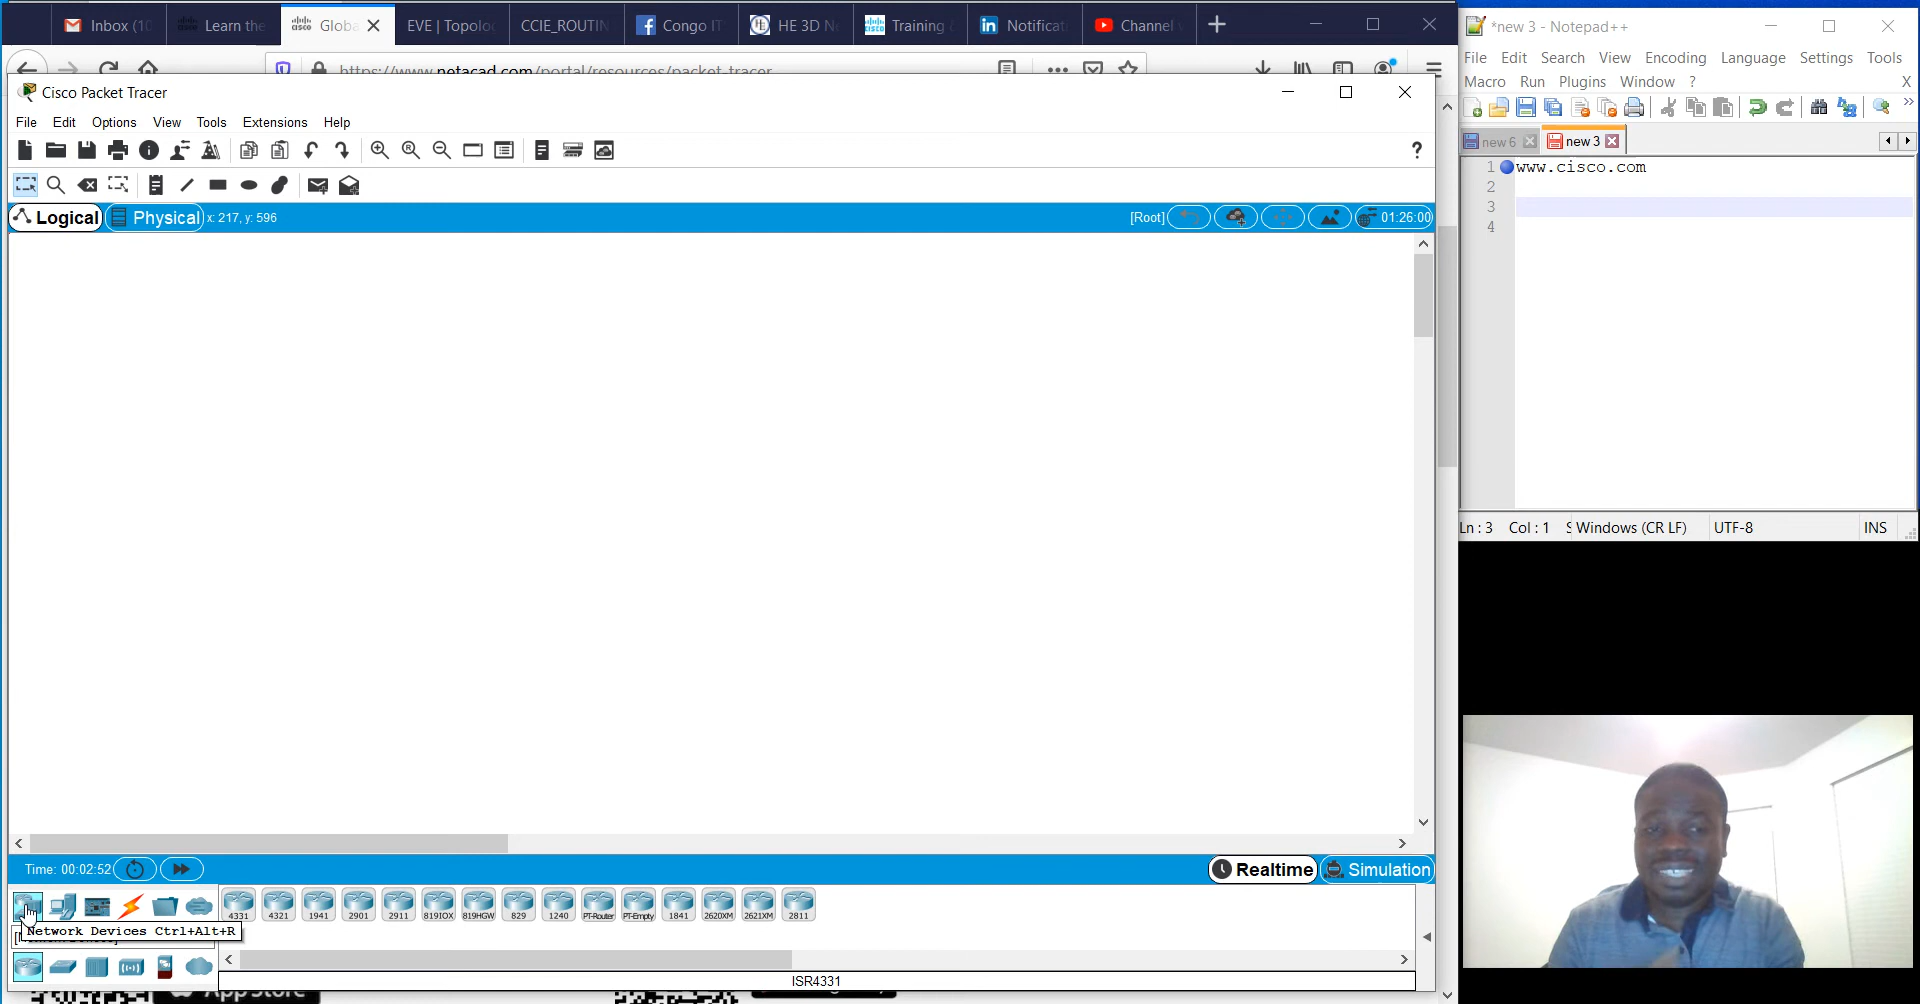 Inbox (10
Learn the
Globa
EVE | Topolo
CCIE_ROUTIN
Congo IT
HE 3D N
Training
Notificat
Channel
https://www.netacad.com/portal/resources/packet-tracer
Cisco Packet Tracer
File Edit Options View Tools Extensions Help
?
Logical Physical x: 217, y: 596
[Root] 01:26:00
Time: 00:02:52
Realtime Simulation
4331 4321 1941 2901 2911 819IOX 819HGW 829 1240 PT-Router PT-Empty 1841 2620XM 2621XM 2811
Network Devices Ctrl+Alt+R
ISR4331
App Store
*new 3 - Notepad++
File Edit Search View Encoding Language Settings Tools
Macro Run Plugins Window ? X
new 6 new 3
1 www.cisco.com
2
3
4
Ln : 3 Col : 1 S Windows (CR LF) UTF-8 INS